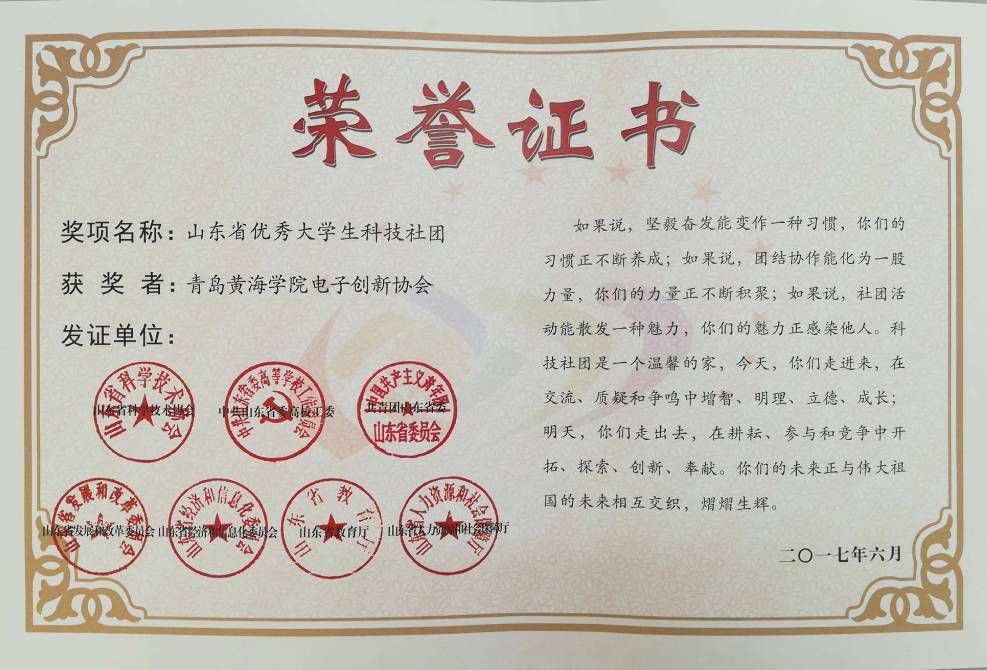 荣誉证书
奖项名称：山东省优秀大学生科技社团
获奖者：青岛黄海学院电子创新协会
发证单位：
山东省科学技术协会
中共山东省委高校工委
共青团山东省委
山东省委员会
山东省发展和改革委员会
山东省经济和信息化委员会
山东省教育厅
山东省人力资源和社会保障厅
如果说，坚毅奋发能变作一种习惯，你们的
习惯正不断养成；如果说，团结协作能化为一股
力量，你们的力量正不断积聚；如果说，社团活
动能散发一种魅力，你们的魅力正感染他人。科
技社团是一个温馨的家，今天，你们走进来，在
交流、质疑和争鸣中增智、明理、立德、成长；
明天，你们走出去，在耕耘、参与和竞争中开
拓、探索、创新、奉献。你们的未来正与伟大祖
国的未来相互交织，熠熠生辉。
二〇一七年六月